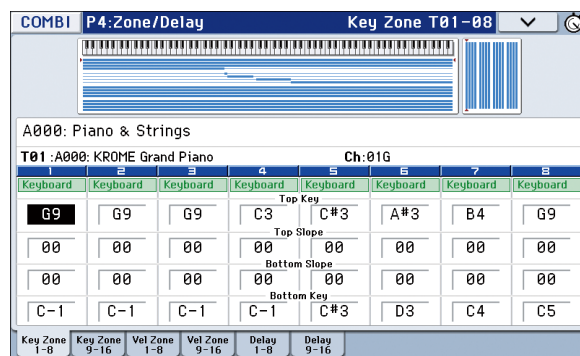 COMBI P4:Zone/Delay Key Zone T01-08
A000: Piano & Strings
T01 :A000: KROME Grand Piano Ch:01G
1 2 3 4 5 6 7 8
Keyboard Keyboard Keyboard Keyboard Keyboard Keyboard Keyboard Keyboard
Top Key
G9 G9 G9 C3 C#3 A#3 B4 G9
Top Slope
00 00 00 00 00 00 00 00
Bottom Slope
00 00 00 00 00 00 00 00
Bottom Key
C-1 C-1 C-1 C-1 C#3 D3 C4 C5
Key Zone 1-8 Key Zone 9-16 Vel Zone 1-8 Vel Zone 9-16 Delay 1-8 Delay 9-16